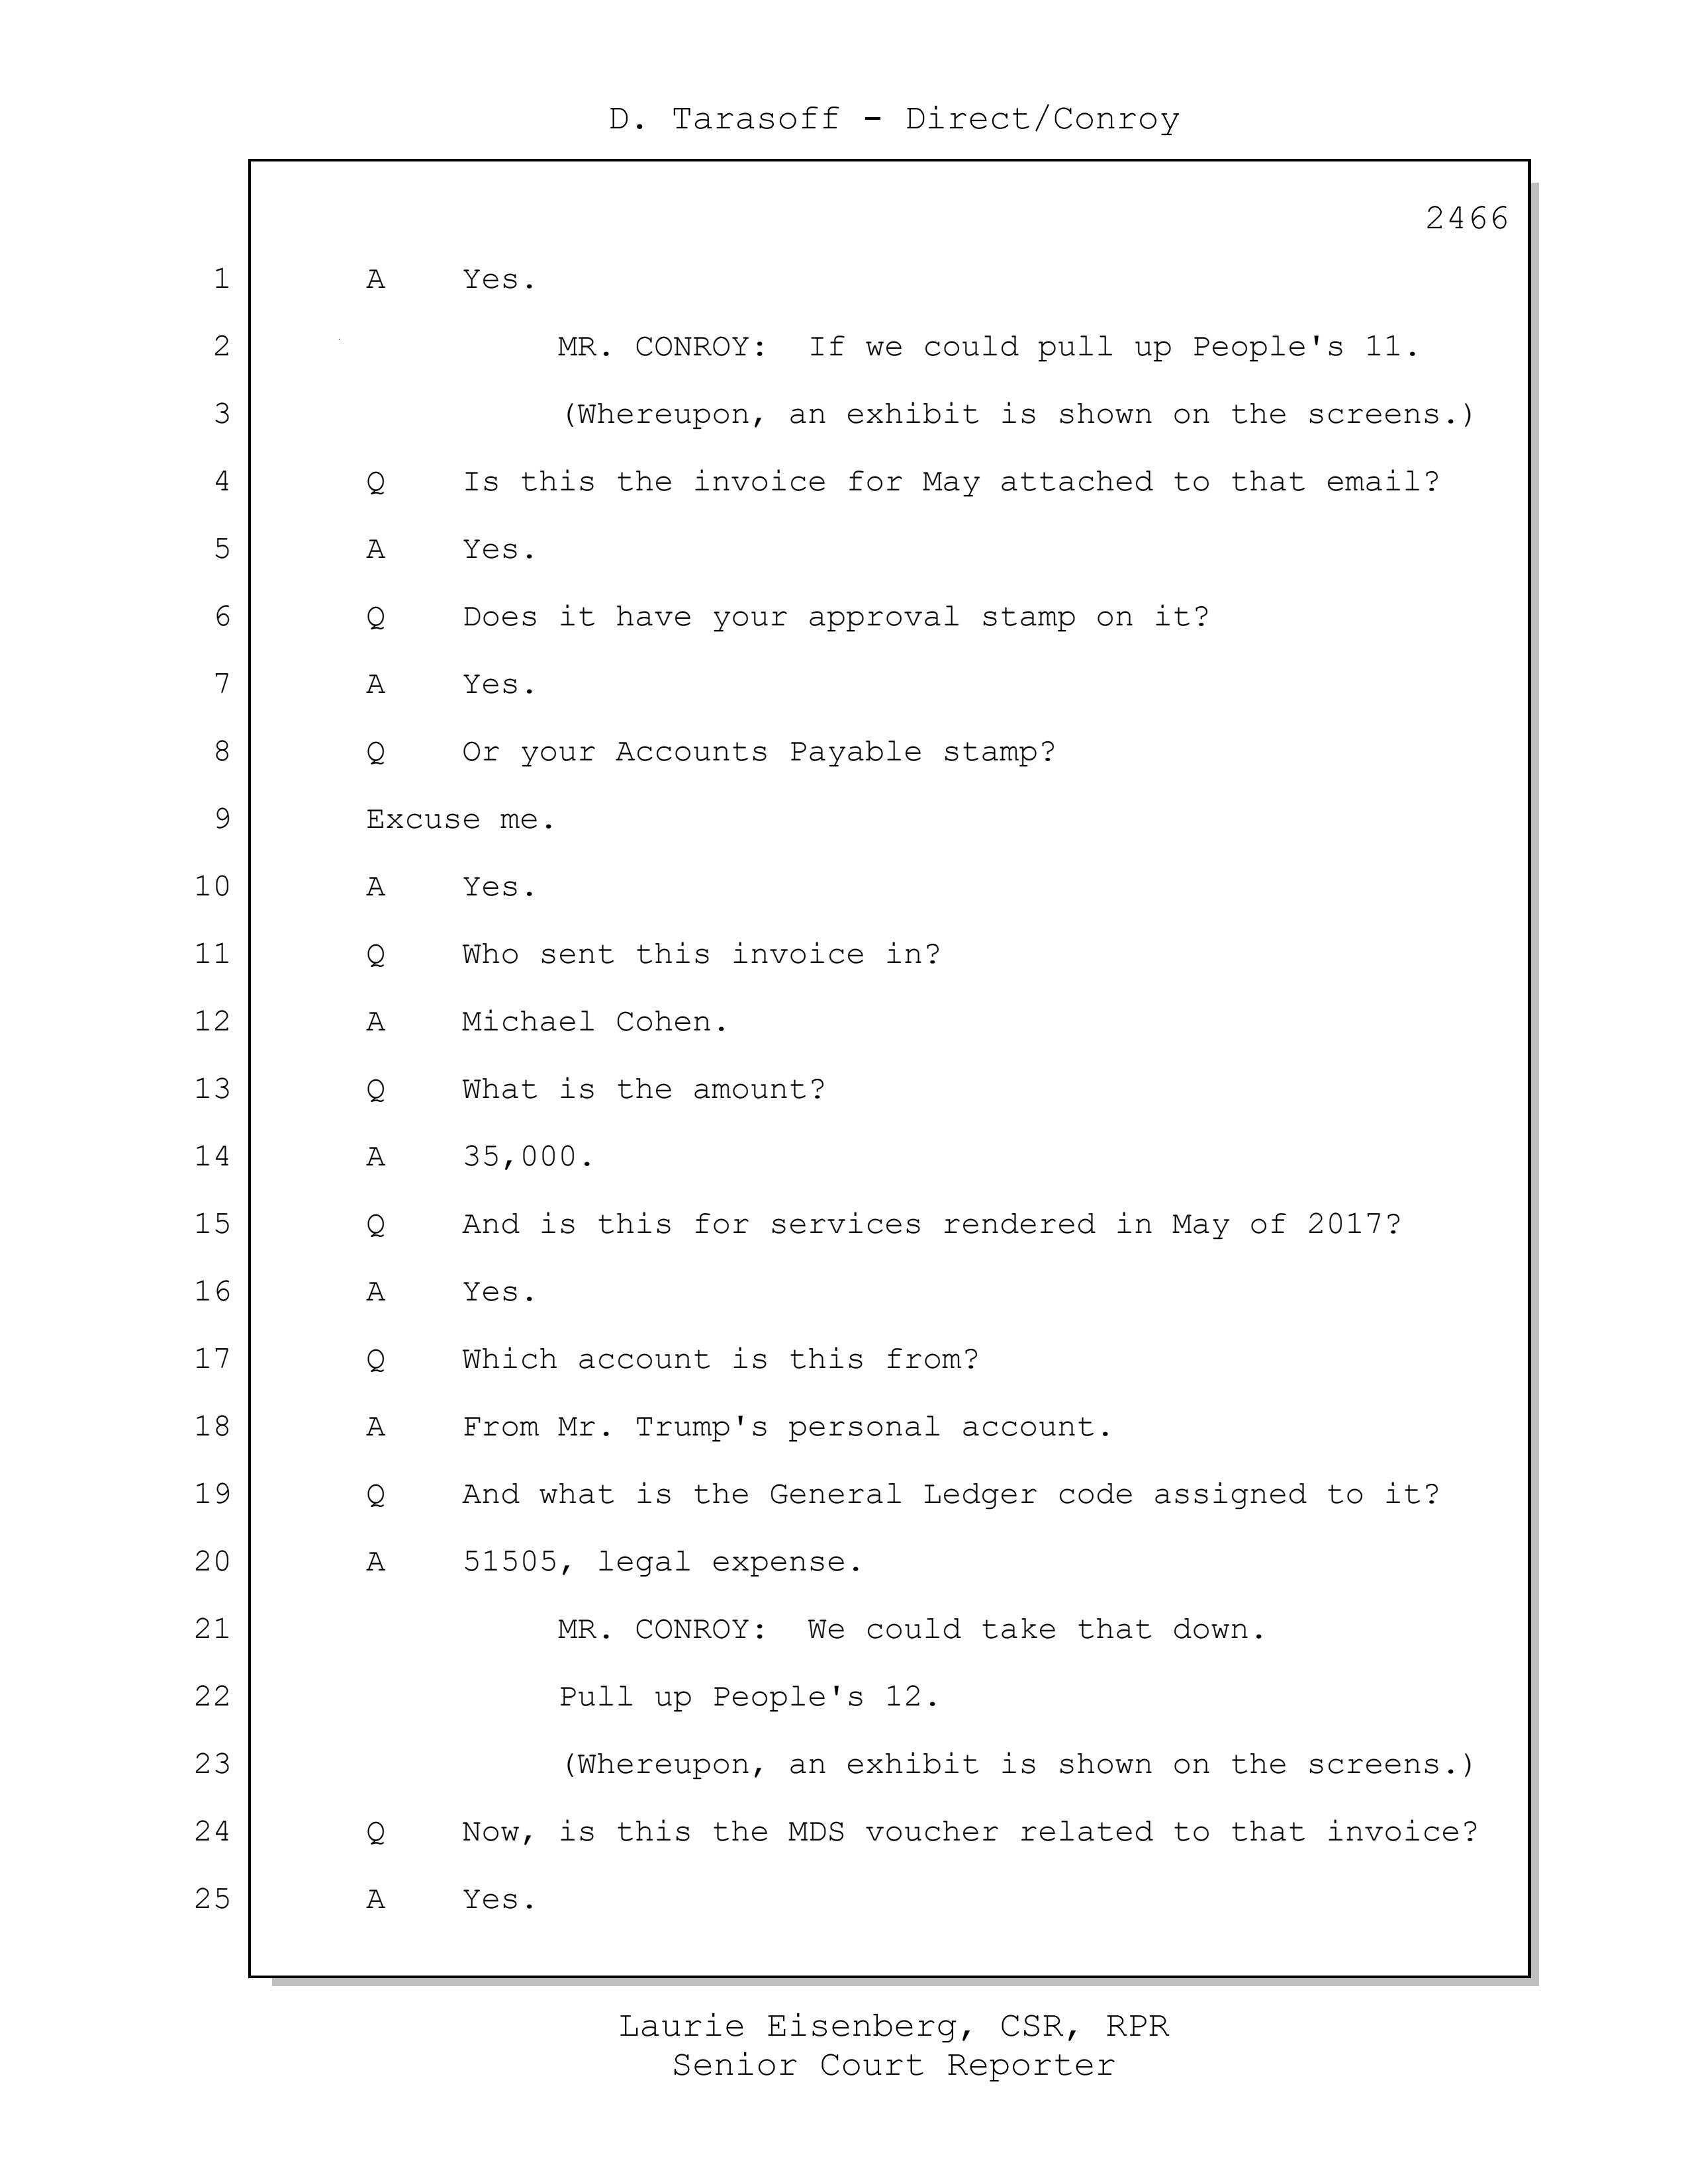 D. Tarasoff - Direct/Conroy
2466
1 A Yes.
2 MR. CONROY: If we could pull up People's 11.
3 (Whereupon, an exhibit is shown on the screens.)
4 Q Is this the invoice for May attached to that email?
5 A Yes.
6 Q Does it have your approval stamp on it?
7 A Yes.
8 Q Or your Accounts Payable stamp?
9 Excuse me.
10 A Yes.
11 Q Who sent this invoice in?
12 A Michael Cohen.
13 Q What is the amount?
14 A 35,000.
15 Q And is this for services rendered in May of 2017?
16 A Yes.
17 Q Which account is this from?
18 A From Mr. Trump's personal account.
19 Q And what is the General Ledger code assigned to it?
20 A 51505, legal expense.
21 MR. CONROY: We could take that down.
22 Pull up People's 12.
23 (Whereupon, an exhibit is shown on the screens.)
24 Q Now, is this the MDS voucher related to that invoice?
25 A Yes.
Laurie Eisenberg, CSR, RPR
Senior Court Reporter